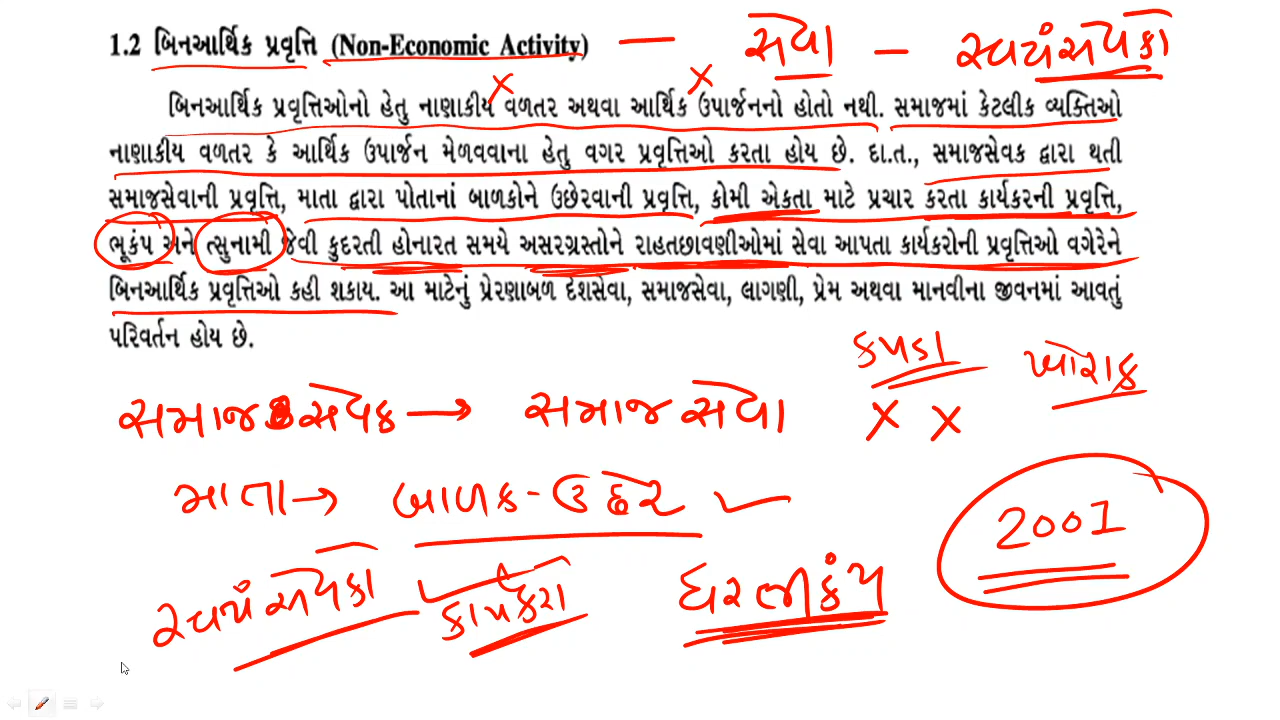 1.2 બિનઆર્થિક પ્રવૃત્તિ (Non-Economic Activity) – સેવા – સ્વયંસેવકો
બિનઆર્થિક પ્રવૃત્તિઓનો હેતુ નાણાકીય વળતર અથવા આર્થિક ઉપાર્જનનો હોતો નથી. સમાજમાં કેટલીક વ્યક્તિઓ
નાણાકીય વળતર કે આર્થિક ઉપાર્જન મેળવવાના હેતુ વગર પ્રવૃત્તિઓ કરતા હોય છે. દા.ત., સમાજસેવક દ્વારા થતી
સમાજસેવાની પ્રવૃત્તિ, માતા દ્વારા પોતાનાં બાળકોને ઉછેરવાની પ્રવૃત્તિ, કોમી એકતા માટે પ્રચાર કરતા કાર્યકરની પ્રવૃત્તિ,
ભૂકંપ અને ત્સુનામી જેવી કુદરતી હોનારત સમયે અસરગ્રસ્તોને રાહતછાવણીઓમાં સેવા આપતા કાર્યકરોની પ્રવૃત્તિઓ વગેરેને
બિનઆર્થિક પ્રવૃત્તિઓ કહી શકાય. આ માટેનું પ્રેરણાબળ દેશસેવા, સમાજસેવા, લાગણી, પ્રેમ અથવા માનવીના જીવનમાં આવતું
પરિવર્તન હોય છે.
કપડા ખોરાક
સમાજ સેવક → સમાજ સેવા
માતા → બાળક - ઉછેર
2001
સ્વયંસેવકો કાર્યકરો ધરતીકંપ